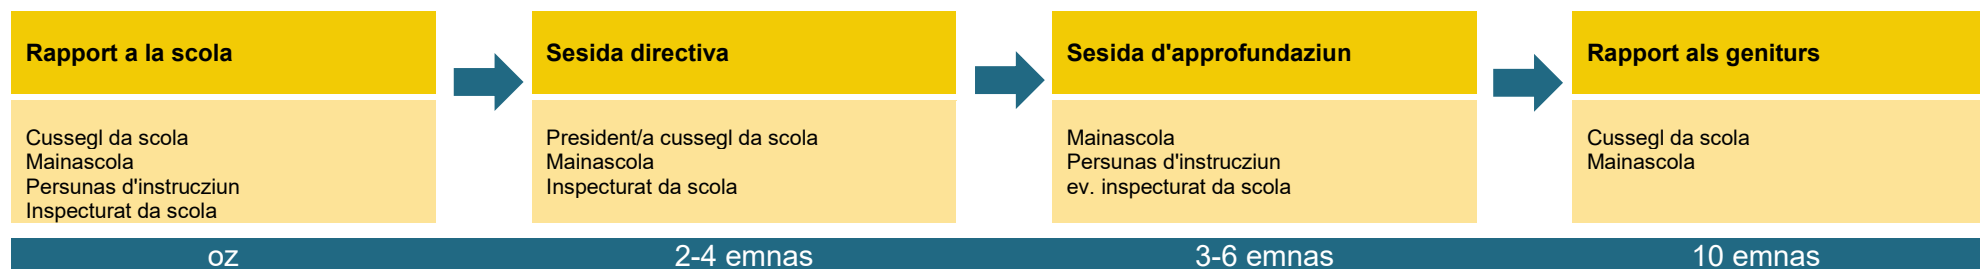 Rapport a la scola
Cussegl da scola
Mainascola
Persunas d'instrucziun
Inspecturat da scola
Sesida directiva
President/a cussegl da scola
Mainascola
Inspecturat da scola
Sesida d'approfundaziun
Mainascola
Persunas d'instrucziun
ev. inspecturat da scola
Rapport als geniturs
Cussegl da scola
Mainascola
oz
2-4 emnas
3-6 emnas
10 emnas